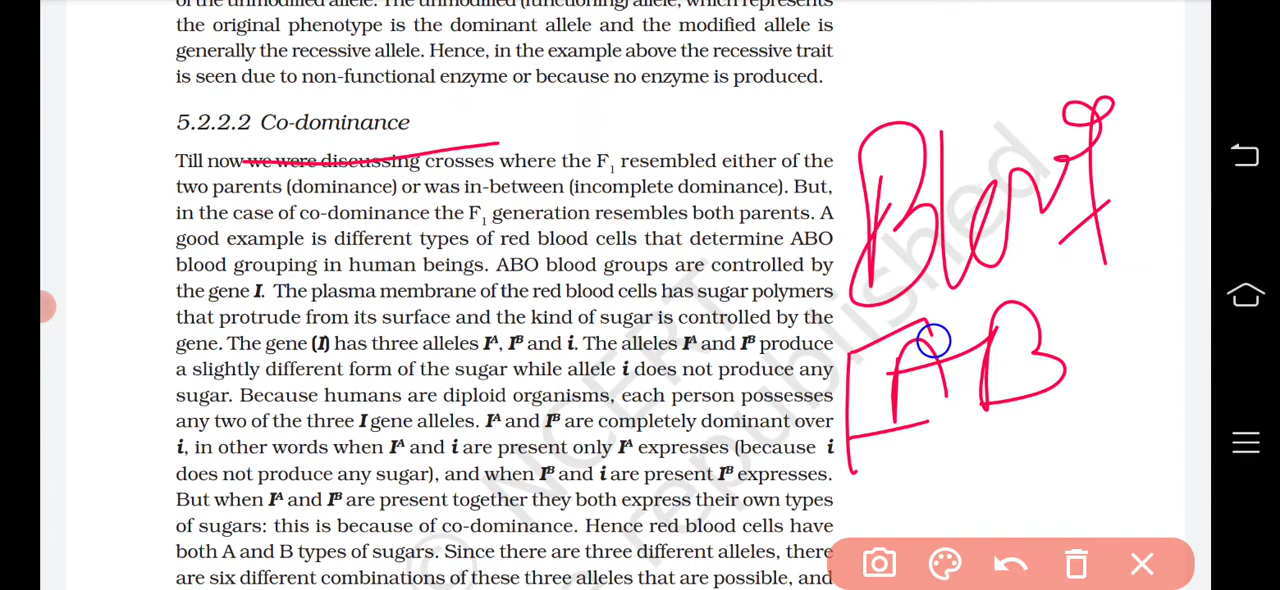 of the unmodified allele. The unmodified (functioning) allele, which represents
the original phenotype is the dominant allele and the modified allele is
generally the recessive allele. Hence, in the example above the recessive trait
is seen due to non-functional enzyme or because no enzyme is produced.
5.2.2.2 Co-dominance
Till now we were discussing crosses where the F1 resembled either of the
two parents (dominance) or was in-between (incomplete dominance). But,
in the case of co-dominance the F1 generation resembles both parents. A
good example is different types of red blood cells that determine ABO
blood grouping in human beings. ABO blood groups are controlled by
the gene I. The plasma membrane of the red blood cells has sugar polymers
that protrude from its surface and the kind of sugar is controlled by the
gene. The gene (I) has three alleles Iᴬ, Iᴮ and i. The alleles Iᴬ and Iᴮ produce
a slightly different form of the sugar while allele i does not produce any
sugar. Because humans are diploid organisms, each person possesses
any two of the three I gene alleles. Iᴬ and Iᴮ are completely dominant over
i, in other words when Iᴬ and i are present only Iᴬ expresses (because i
does not produce any sugar), and when Iᴮ and i are present Iᴮ expresses.
But when Iᴬ and Iᴮ are present together they both express their own types
of sugars: this is because of co-dominance. Hence red blood cells have
both A and B types of sugars. Since there are three different alleles, there
are six different combinations of these three alleles that are possible, and
© NCERT
republished
A B